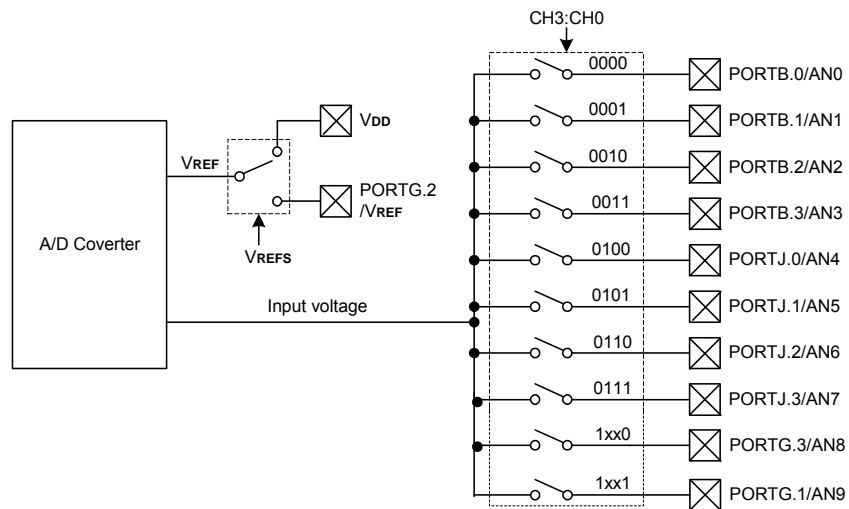 CH3:CH0
0000
PORTB.0/AN0
VDD
0001
PORTB.1/AN1
VREF
0010
PORTB.2/AN2
PORTG.2
/VREF
0011
PORTB.3/AN3
A/D Coverter
VREFS
0100
PORTJ.0/AN4
Input voltage
0101
PORTJ.1/AN5
0110
PORTJ.2/AN6
0111
PORTJ.3/AN7
1xx0
PORTG.3/AN8
1xx1
PORTG.1/AN9